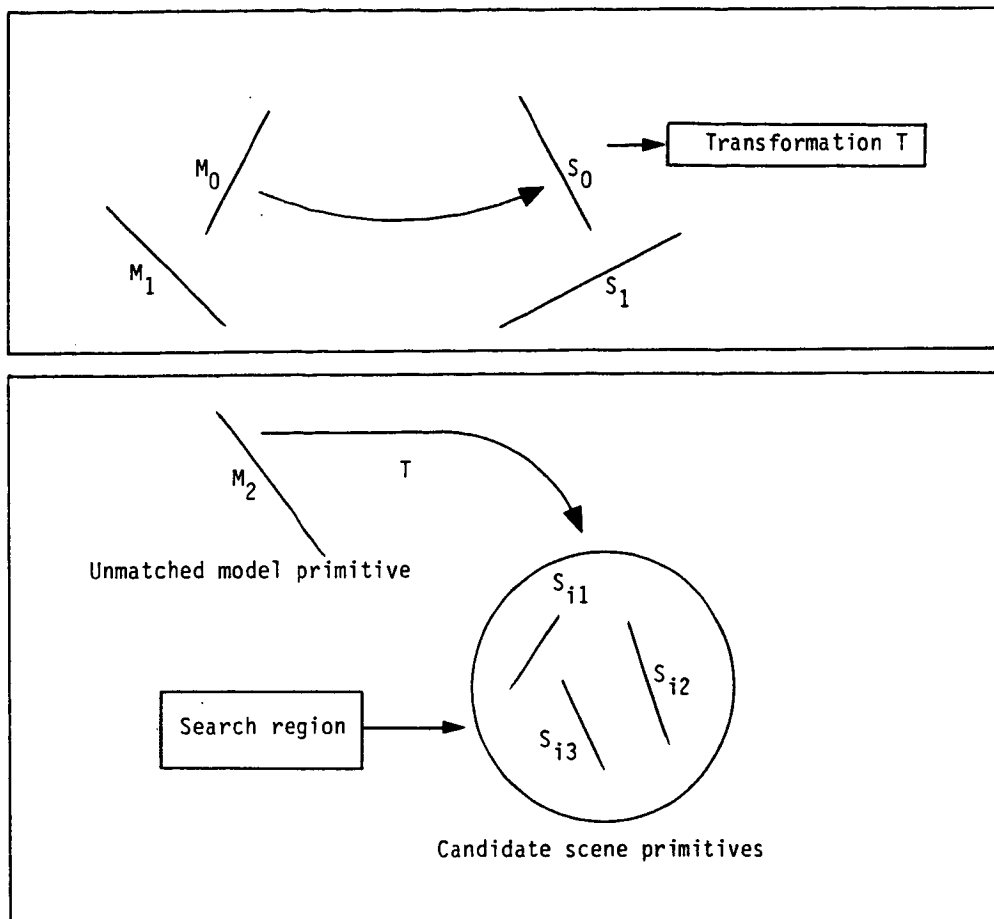 M0
S0
Transformation T
M1
S1
M2
T
Unmatched model primitive
Si1
Si2
Search region
Si3
Candidate scene primitives